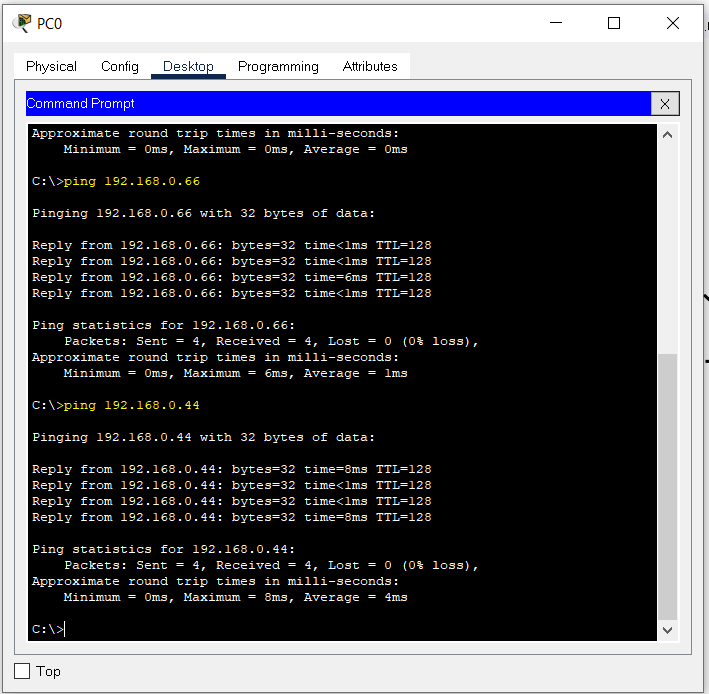 PC0
Physical Config Desktop Programming Attributes
Command Prompt
X
Approximate round trip times in milli-seconds:
    Minimum = 0ms, Maximum = 0ms, Average = 0ms
C:\>ping 192.168.0.66
Pinging 192.168.0.66 with 32 bytes of data:
Reply from 192.168.0.66: bytes=32 time<1ms TTL=128
Reply from 192.168.0.66: bytes=32 time<1ms TTL=128
Reply from 192.168.0.66: bytes=32 time=6ms TTL=128
Reply from 192.168.0.66: bytes=32 time<1ms TTL=128
Ping statistics for 192.168.0.66:
    Packets: Sent = 4, Received = 4, Lost = 0 (0% loss),
Approximate round trip times in milli-seconds:
    Minimum = 0ms, Maximum = 6ms, Average = 1ms
C:\>ping 192.168.0.44
Pinging 192.168.0.44 with 32 bytes of data:
Reply from 192.168.0.44: bytes=32 time=8ms TTL=128
Reply from 192.168.0.44: bytes=32 time<1ms TTL=128
Reply from 192.168.0.44: bytes=32 time<1ms TTL=128
Reply from 192.168.0.44: bytes=32 time=8ms TTL=128
Ping statistics for 192.168.0.44:
    Packets: Sent = 4, Received = 4, Lost = 0 (0% loss),
Approximate round trip times in milli-seconds:
    Minimum = 0ms, Maximum = 8ms, Average = 4ms
C:\>
Top